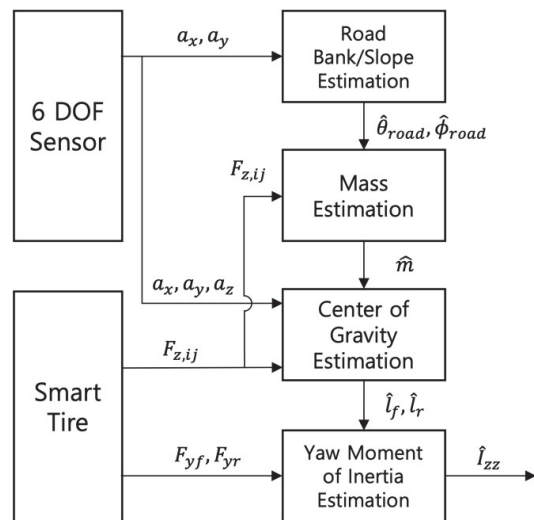 6 DOF
Sensor
a_x, a_y
Road
Bank/Slope
Estimation
θ̂_road, ϕ̂_road
F_z,ij
Mass
Estimation
m̂
a_x, a_y, a_z
Center of
Gravity
Estimation
F_z,ij
Smart
Tire
l̂_f, l̂_r
F_yf, F_yr
Yaw Moment
of Inertia
Estimation
Î_zz